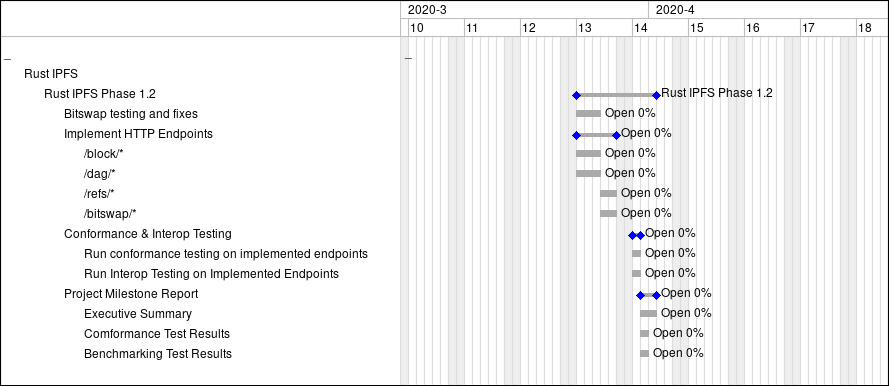 2020-3 2020-4
10 11 12 13 14 15 16 17 18
Rust IPFS
Rust IPFS Phase 1.2 Rust IPFS Phase 1.2
Bitswap testing and fixes Open 0%
Implement HTTP Endpoints Open 0%
/block/* Open 0%
/dag/* Open 0%
/refs/* Open 0%
/bitswap/* Open 0%
Conformance & Interop Testing Open 0%
Run conformance testing on implemented endpoints Open 0%
Run Interop Testing on Implemented Endpoints Open 0%
Project Milestone Report Open 0%
Executive Summary Open 0%
Comformance Test Results Open 0%
Benchmarking Test Results Open 0%